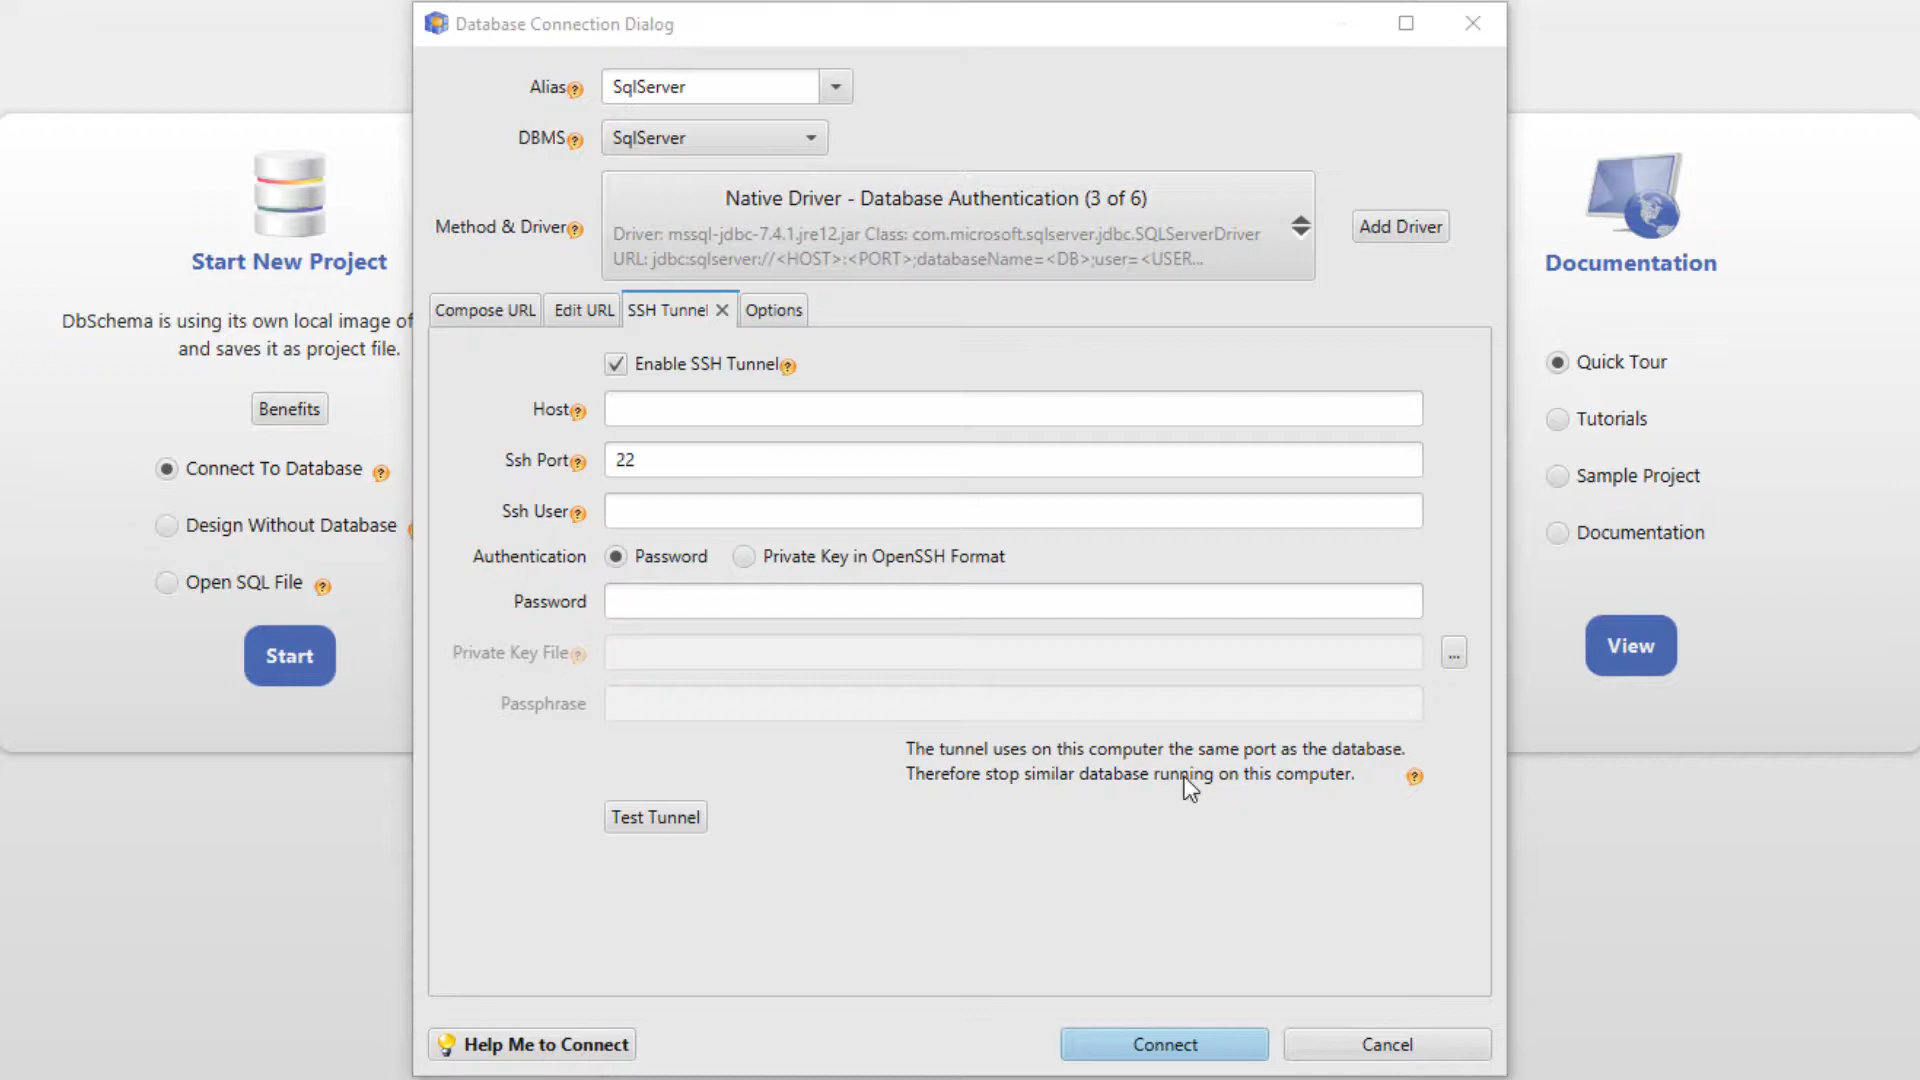 Database Connection Dialog
Alias
SqlServer
DBMS
SqlServer
Method & Driver
Native Driver - Database Authentication (3 of 6)
Driver: mssql-jdbc-7.4.1.jre12.jar Class: com.microsoft.sqlserver.jdbc.SQLServerDriver
URL: jdbc:sqlserver://<HOST>:<PORT>;databaseName=<DB>;user=<USER...
Add Driver
Compose URL
Edit URL
SSH Tunnel
Options
Enable SSH Tunnel
Host
Ssh Port
22
Ssh User
Authentication
Password
Private Key in OpenSSH Format
Password
Private Key File
...
Passphrase
The tunnel uses on this computer the same port as the database.
Therefore stop similar database running on this computer.
Test Tunnel
Help Me to Connect
Connect
Cancel
Start New Project
DbSchema is using its own local image of
and saves it as project file.
Benefits
Connect To Database
Design Without Database
Open SQL File
Start
Documentation
Quick Tour
Tutorials
Sample Project
Documentation
View